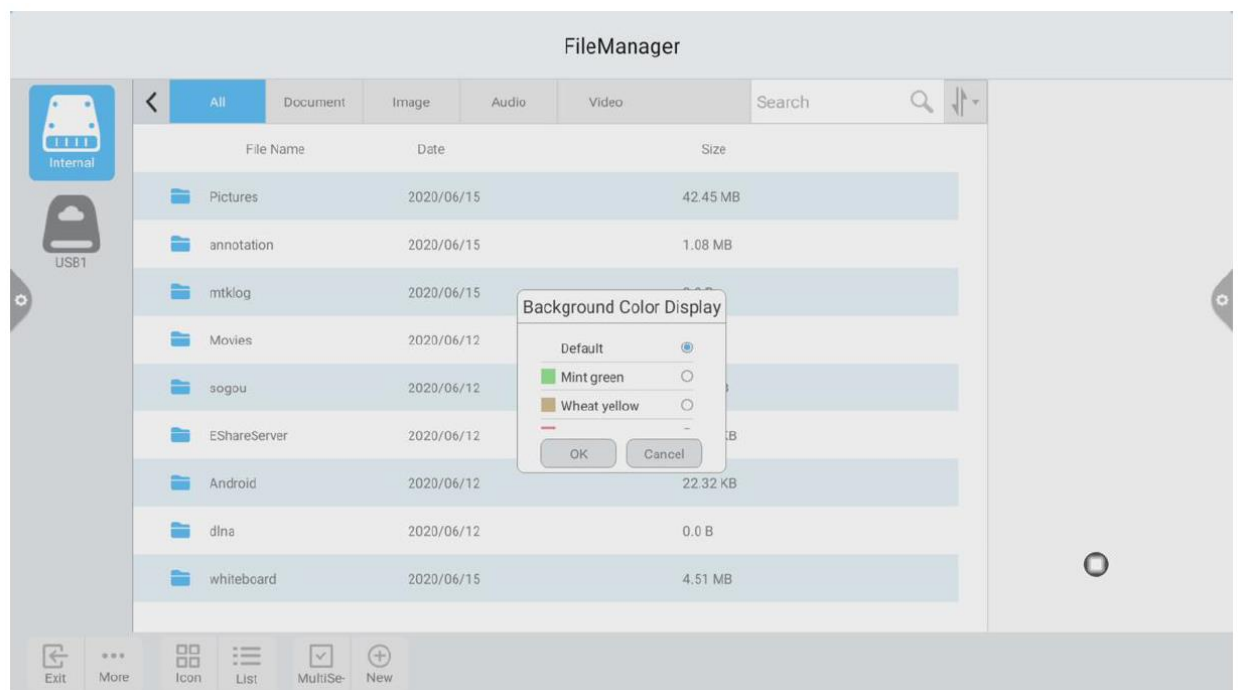 FileManager
Internal
USB1
All Document Image Audio Video Search
File Name Date Size
Pictures 2020/06/15 42.45 MB
annotation 2020/06/15 1.08 MB
mtklog 2020/06/15
Movies 2020/06/12
sogou 2020/06/12
EShareServer 2020/06/12
Android 2020/06/12 22.32 KB
dlna 2020/06/12 0.0 B
whiteboard 2020/06/15 4.51 MB
Background Color Display
Default
Mint green
Wheat yellow
OK Cancel
Exit More Icon List MultiSe- New